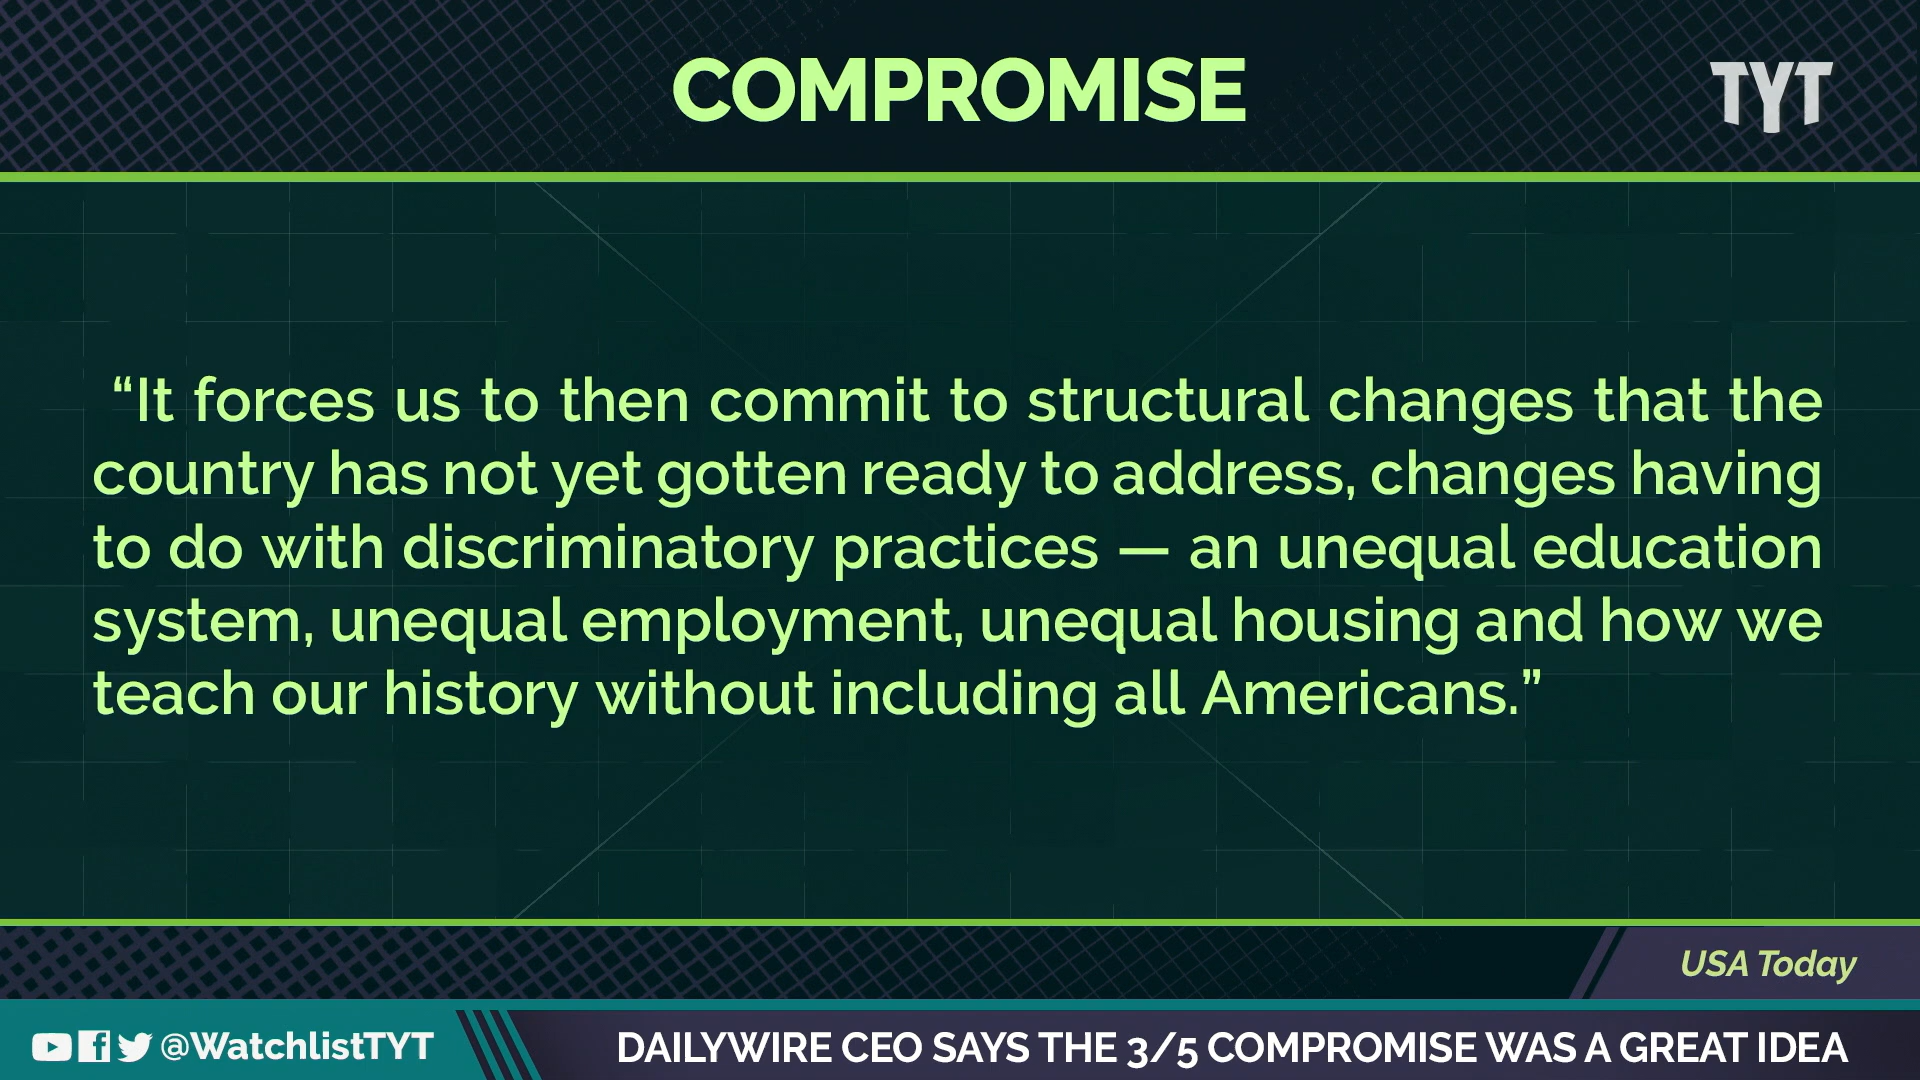 COMPROMISE
TYT
“It forces us to then commit to structural changes that the
country has not yet gotten ready to address, changes having
to do with discriminatory practices — an unequal education
system, unequal employment, unequal housing and how we
teach our history without including all Americans.”
USA Today
@WatchlistTYT
DAILYWIRE CEO SAYS THE 3/5 COMPROMISE WAS A GREAT IDEA